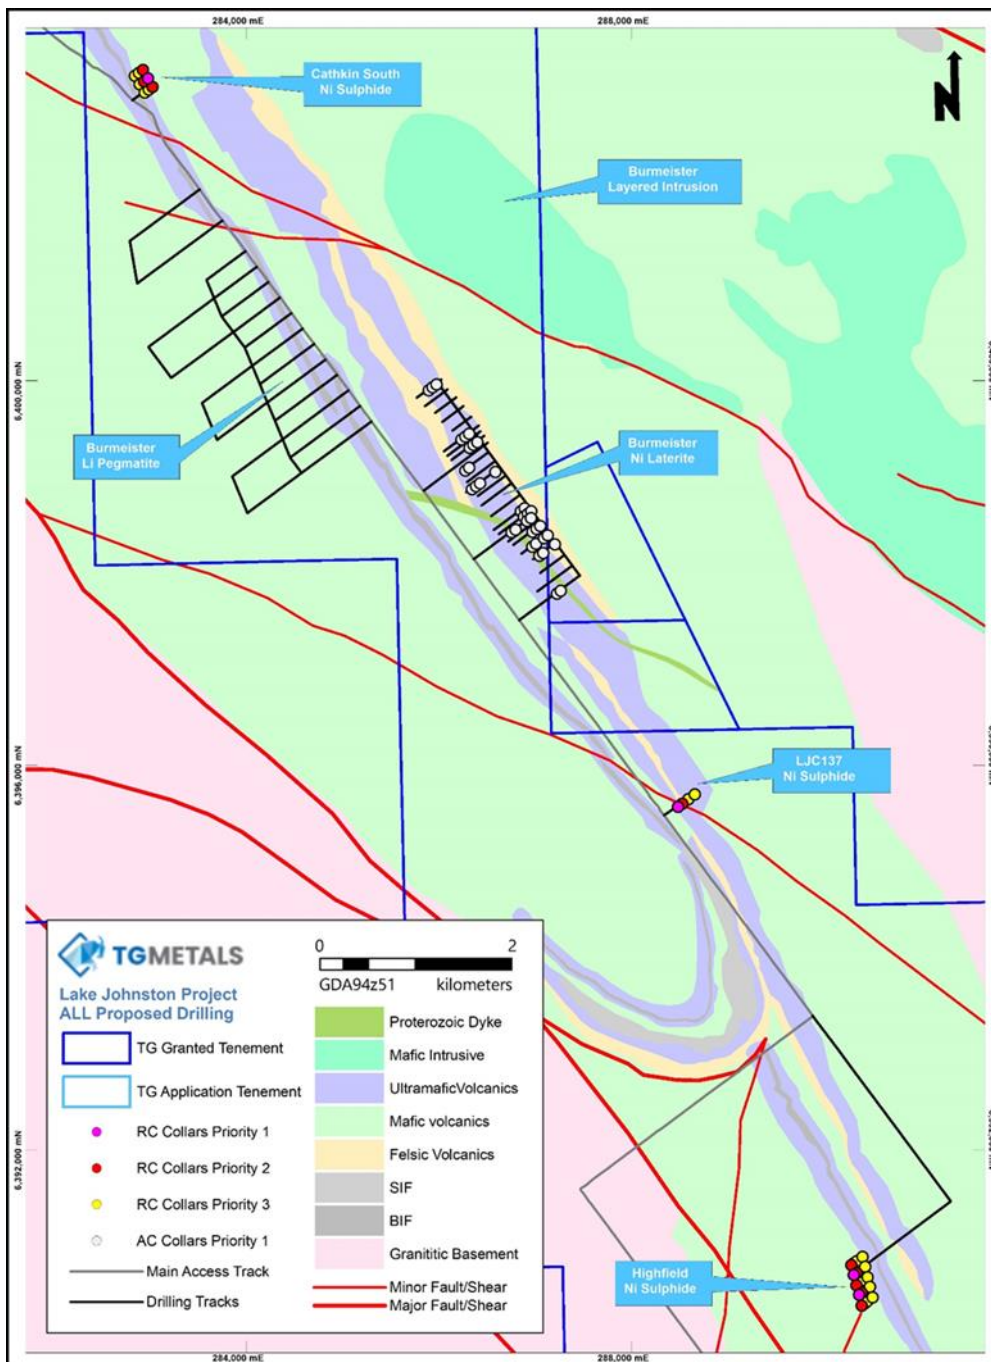 284,000 mE
288,000 mE
Cathkin South
Ni Sulphide
N
Burmeister
Layered Intrusion
6,400,000 mN
Burmeister
Li Pegmatite
Burmeister
Ni Laterite
LJC137
Ni Sulphide
6,396,000 mN
TGMETALS
Lake Johnston Project
ALL Proposed Drilling
TG Granted Tenement
TG Application Tenement
RC Collars Priority 1
RC Collars Priority 2
RC Collars Priority 3
AC Collars Priority 1
Main Access Track
Drilling Tracks
0 2
GDA94z51 kilometers
Proterozoic Dyke
Mafic Intrusive
UltramaficVolcanics
Mafic volcanics
Felsic Volcanics
SIF
BIF
Granititic Basement
Minor Fault/Shear
Major Fault/Shear
6,392,000 mN
Highfield
Ni Sulphide
284,000 mE
288,000 mE